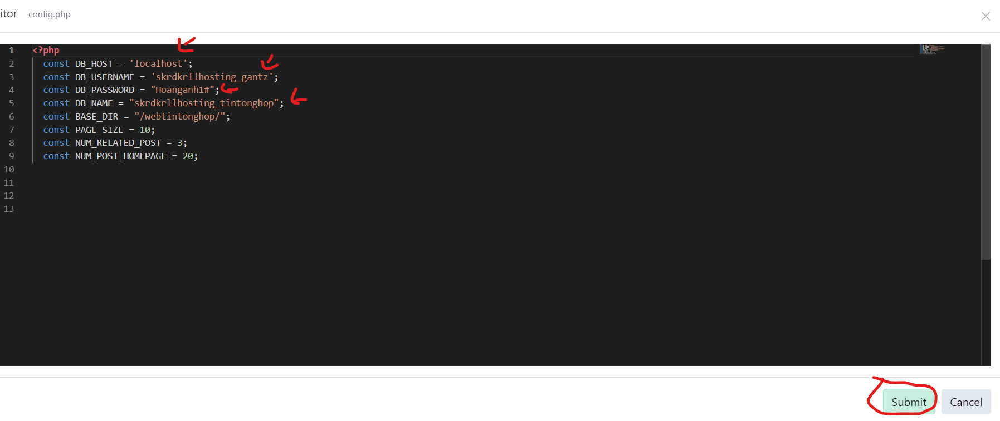 itor config.php
1 <?php
2 const DB_HOST = 'localhost';
3 const DB_USERNAME = 'skrdkrllhosting_gantz';
4 const DB_PASSWORD = "Hoanganh1#";
5 const DB_NAME = "skrdkrllhosting_tintonghop";
6 const BASE_DIR = "/webtintonghop/";
7 const PAGE_SIZE = 10;
8 const NUM_RELATED_POST = 3;
9 const NUM_POST_HOMEPAGE = 20;
10
11
12
13
Submit Cancel